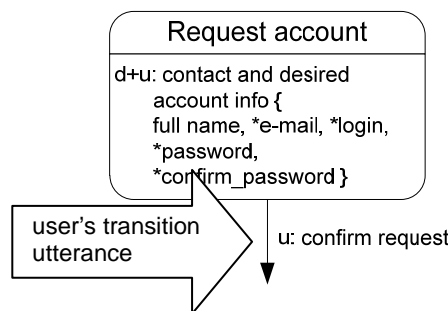 Request account
d+u: contact and desired
account info {
full name, *e-mail, *login,
*password,
*confirm_password }
user's transition
utterance
u: confirm request